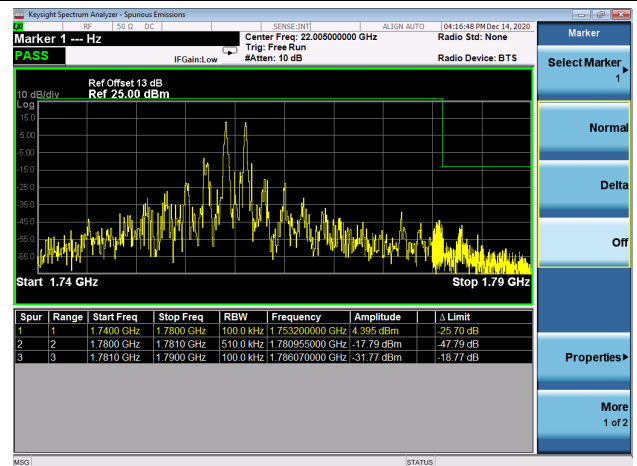 Keysight Spectrum Analyzer - Spurious Emissions
LXI RF 50 Ω DC SENSE:INT ALIGN AUTO 04:16:48 PM Dec 14, 2020
Marker 1 --- Hz
Center Freq: 22.005000000 GHz Radio Std: None
Trig: Free Run
PASS IFGain:Low #Atten: 10 dB Radio Device: BTS
Ref Offset 13 dB
10 dB/div Ref 25.00 dBm
Log
15.0
5.00
-5.00
-15.0
-25.0
-35.0
-45.0
-55.0
-65.0
Start 1.74 GHz Stop 1.79 GHz
Spur Range Start Freq Stop Freq RBW Frequency Amplitude Δ Limit
1 1 1.7400 GHz 1.7800 GHz 100.0 kHz 1.753200000 GHz 4.395 dBm -25.70 dB
2 2 1.7800 GHz 1.7810 GHz 510.0 kHz 1.780955000 GHz -17.79 dBm -47.79 dB
3 3 1.7810 GHz 1.7900 GHz 100.0 kHz 1.786070000 GHz -31.77 dBm -18.77 dB
MSG STATUS
Marker
Select Marker
1
Normal
Delta
Off
Properties
More
1 of 2